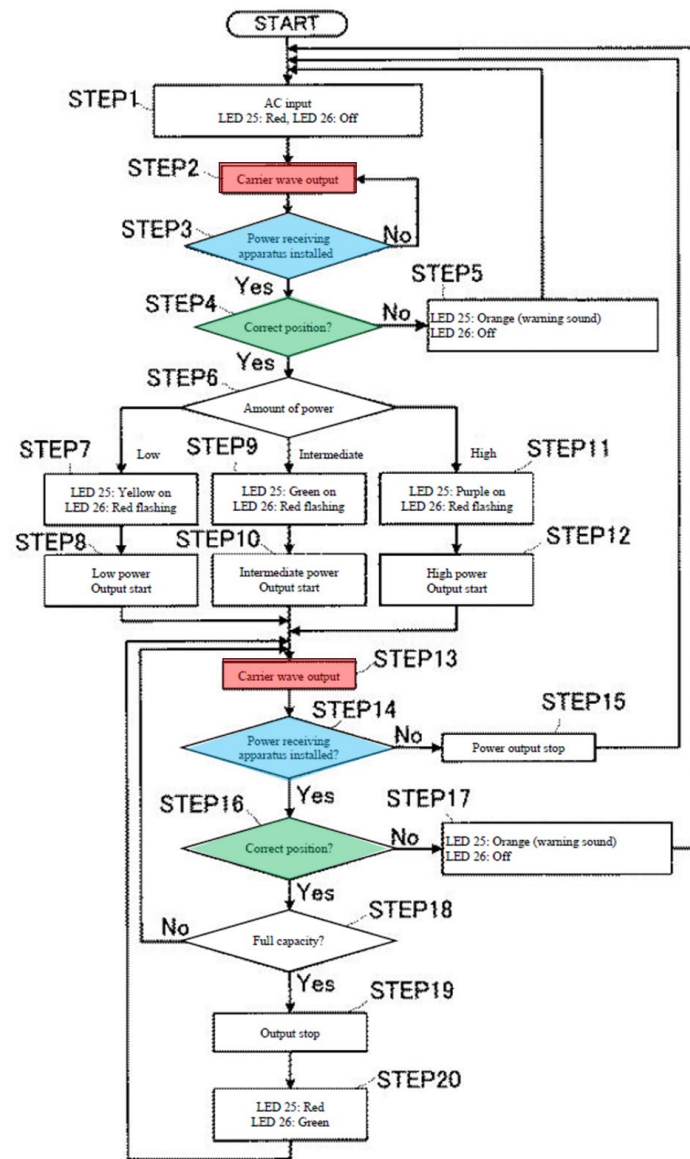 START
STEP1
AC input
LED 25: Red, LED 26: Off
STEP2
Carrier wave output
STEP3
Power receiving
apparatus installed
No
Yes
STEP4
Correct position?
No
STEP5
LED 25: Orange (warning sound)
LED 26: Off
Yes
STEP6
Amount of power
Low
Intermediate
High
STEP7
LED 25: Yellow on
LED 26: Red flashing
STEP9
LED 25: Green on
LED 26: Red flashing
STEP11
LED 25: Purple on
LED 26: Red flashing
STEP8
Low power
Output start
STEP10
Intermediate power
Output start
STEP12
High power
Output start
STEP13
Carrier wave output
STEP14
Power receiving
apparatus installed?
No
STEP15
Power output stop
Yes
STEP16
Correct position?
No
STEP17
LED 25: Orange (warning sound)
LED 26: Off
Yes
STEP18
Full capacity?
No
Yes
STEP19
Output stop
STEP20
LED 25: Red
LED 26: Green